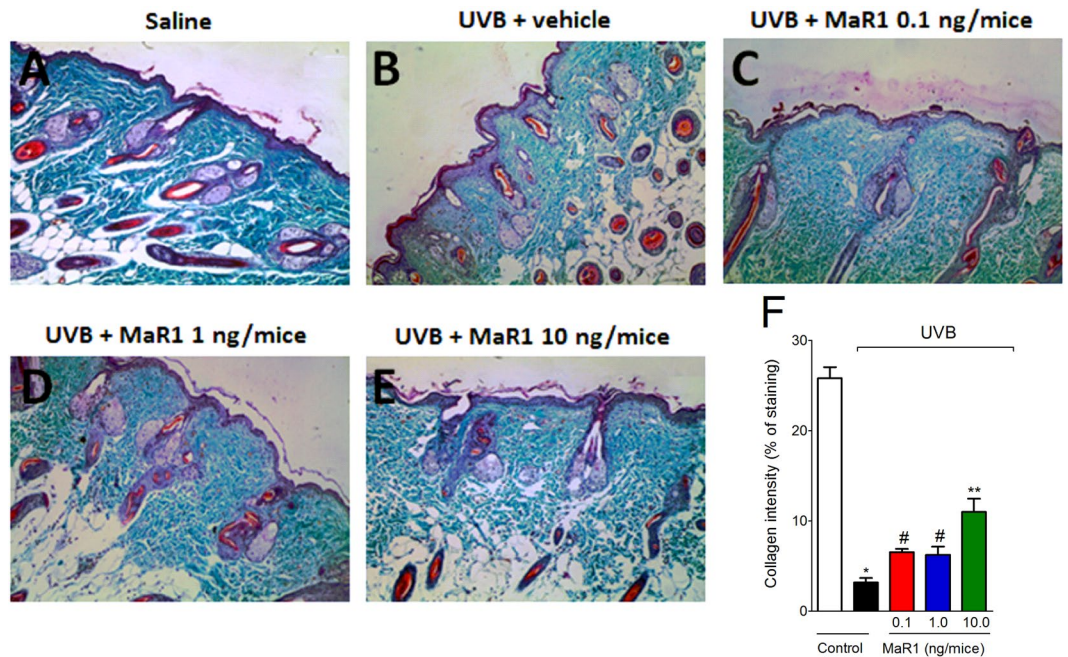 Saline
UVB + vehicle
UVB + MaR1 0.1 ng/mice
A
B
C
UVB + MaR1 1 ng/mice
UVB + MaR1 10 ng/mice
D
E
F
UVB
Collagen intensity (% of staining)
30
20
10
0
*
#
#
**
0.1 1.0 10.0
Control MaR1 (ng/mice)